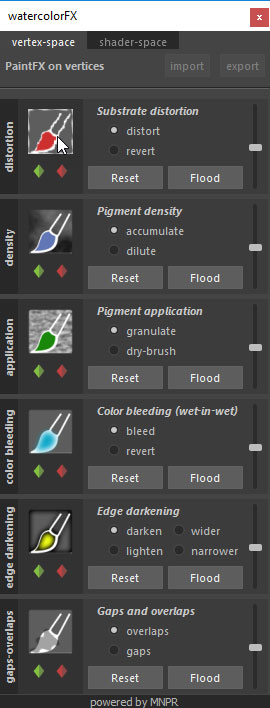 watercolorFX
x
vertex-space shader-space
PaintFX on vertices import export
distortion
Substrate distortion
distort
revert
Reset Flood
density
Pigment density
accumulate
dilute
Reset Flood
application
Pigment application
granulate
dry-brush
Reset Flood
color bleeding
Color bleeding (wet-in-wet)
bleed
revert
Reset Flood
edge darkening
Edge darkening
darken wider
lighten narrower
Reset Flood
gaps-overlaps
Gaps and overlaps
overlaps
gaps
Reset Flood
powered by MNPR